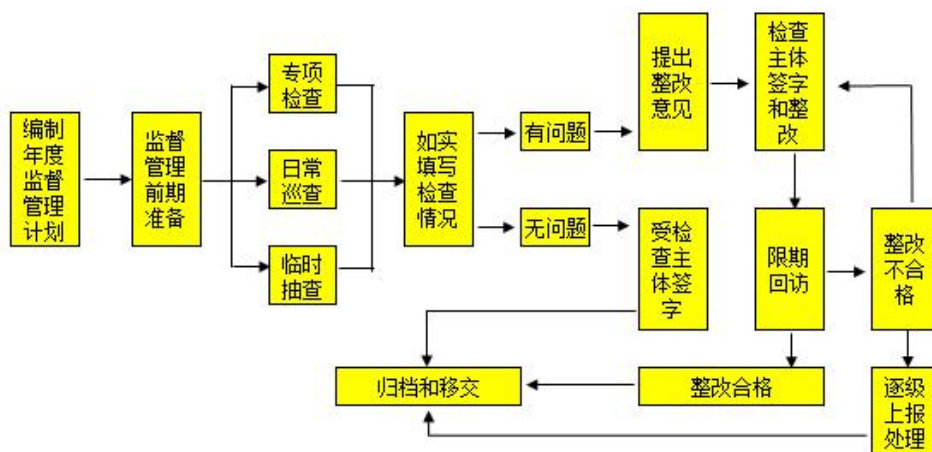 编制
年度
监督
管理
计划
监督
管理
前期
准备
专项
检查
日常
巡查
临时
抽查
如实
填写
检查
情况
有问题
无问题
提出
整改
意见
受检
查主
体签
字
检查
主体
签字
和整
改
限期
回访
整改
不合
格
归档和移交
整改合格
逐级
上报
处理